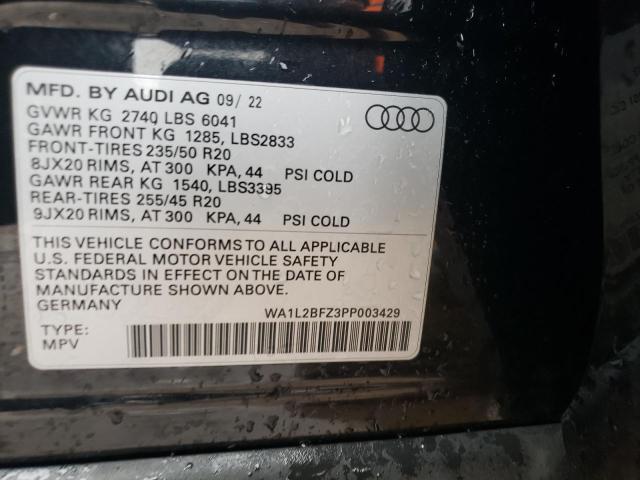 MFD. BY AUDI AG 09/ 22
GVWR KG 2740 LBS 6041
GAWR FRONT KG 1285, LBS2833
FRONT-TIRES 235/50 R20
8JX20 RIMS, AT 300 KPA, 44 PSI COLD
GAWR REAR KG 1540, LBS3395
REAR-TIRES 255/45 R20
9JX20 RIMS, AT 300 KPA, 44 PSI COLD
THIS VEHICLE CONFORMS TO ALL APPLICABLE
U.S. FEDERAL MOTOR VEHICLE SAFETY
STANDARDS IN EFFECT ON THE DATE OF
MANUFACTURE SHOWN ABOVE.
GERMANY
WA1L2BFZ3PP003429
TYPE:
MPV